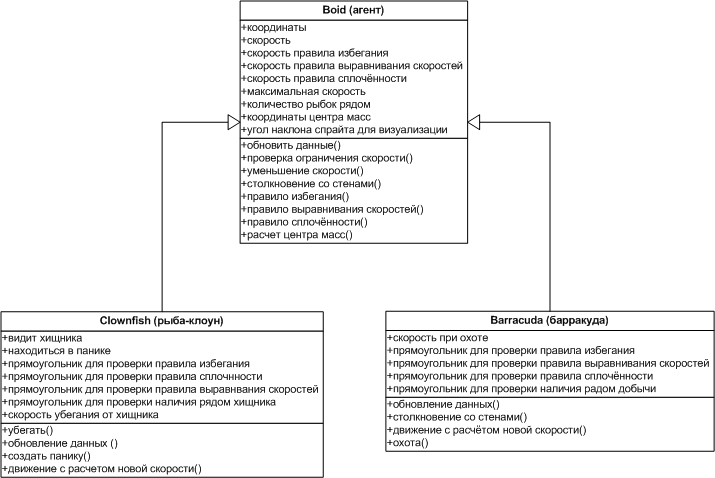 Boid (агент)
+координаты
+скорость
+скорость правила избегания
+скорость правила выравнивания скоростей
+скорость правила сплочённости
+максимальная скорость
+количество рыбок рядом
+координаты центра масс
+угол наклона спрайта для визуализации
+обновить данные()
+проверка ограничения скорости()
+уменьшение скорости()
+столкновение со стенами()
+правило избегания()
+правило выравнивания скоростей()
+правило сплочённости()
+расчет центра масс()
Clownfish (рыба-клоун)
+видит хищника
+находиться в панике
+прямоугольник для проверки правила избегания
+прямоугольник для проверки правила сплочнности
+прямоугольник для проверки правила выравнвания скоростей
+прямоугольник для проверки наличия рядом хищника
+скорость убегания от хищника
+убегать()
+обновление данных ()
+создать панику()
+движение с расчетом новой скорости()
Barracuda (барракуда)
+скорость при охоте
+прямоугольник для проверки правила избегания
+прямоугольник для проверки правила выравнивания скоростей
+прямоугольник для проверки правила сплочённости
+прямоугольник для проверки наличия радом добычи
+обновление данных()
+столкновение со стенами()
+движение с расчётом новой скорости()
+охота()